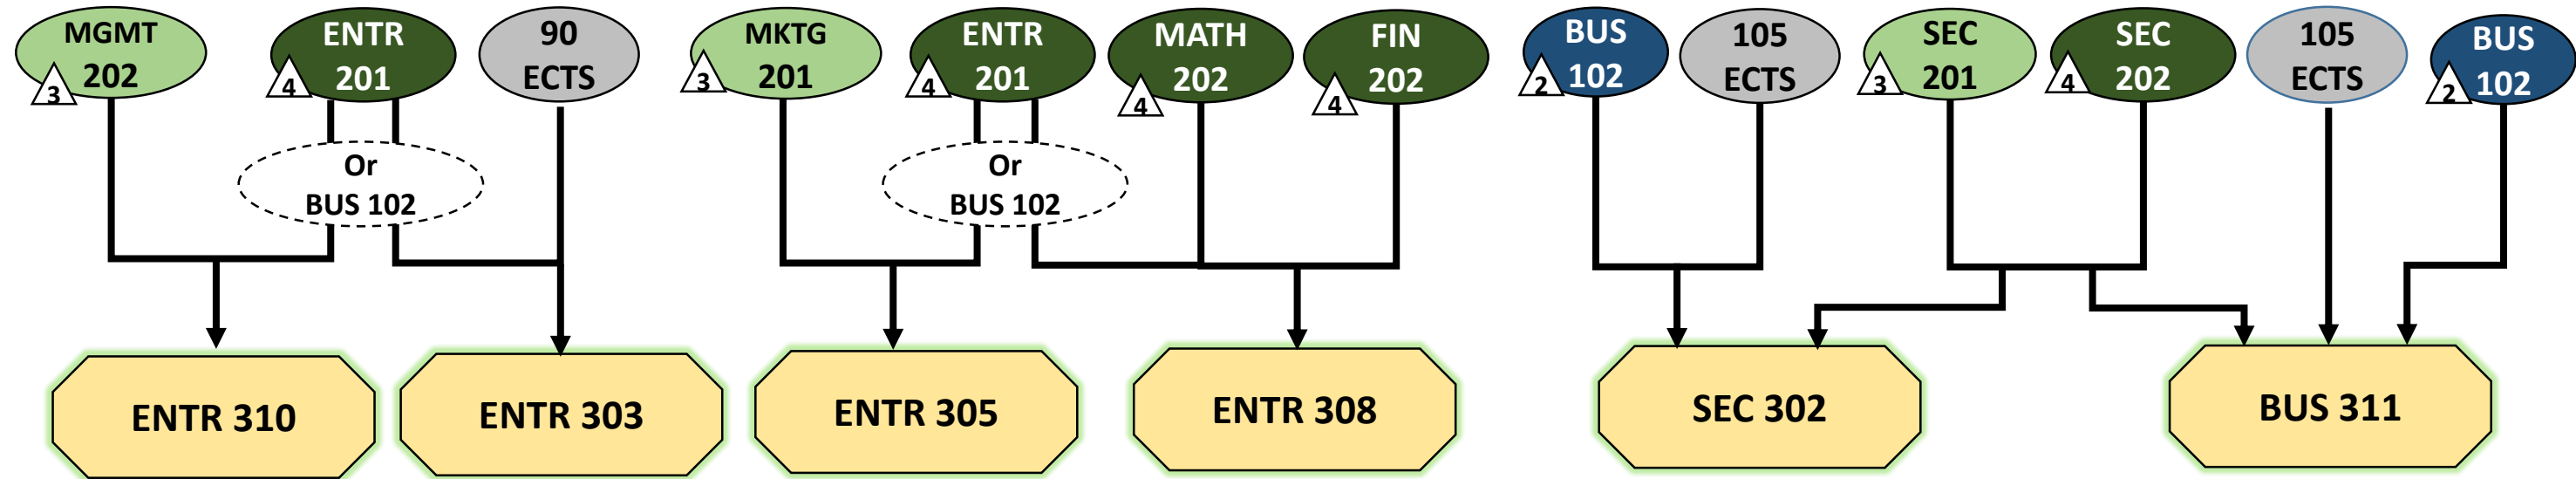 MGMT
202
3
ENTR
201
4
90
ECTS
MKTG
201
3
ENTR
201
4
MATH
202
4
FIN
202
4
BUS
102
2
105
ECTS
SEC
201
3
SEC
202
4
105
ECTS
BUS
102
2
Or
BUS 102
Or
BUS 102
ENTR 310
ENTR 303
ENTR 305
ENTR 308
SEC 302
BUS 311